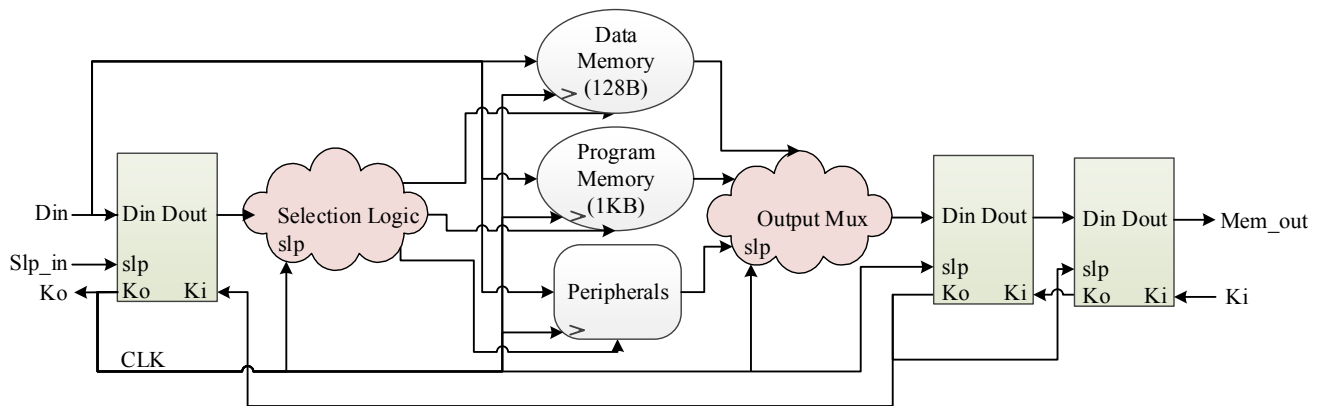 Data
Memory
(128B)
Program
Memory
(1KB)
Din
Din Dout
Selection Logic
Output Mux
Din Dout
Din Dout
Mem_out
slp
slp
Slp_in
slp
slp
slp
Ko
Ko Ki
Peripherals
Ko Ki
Ko Ki
Ki
CLK